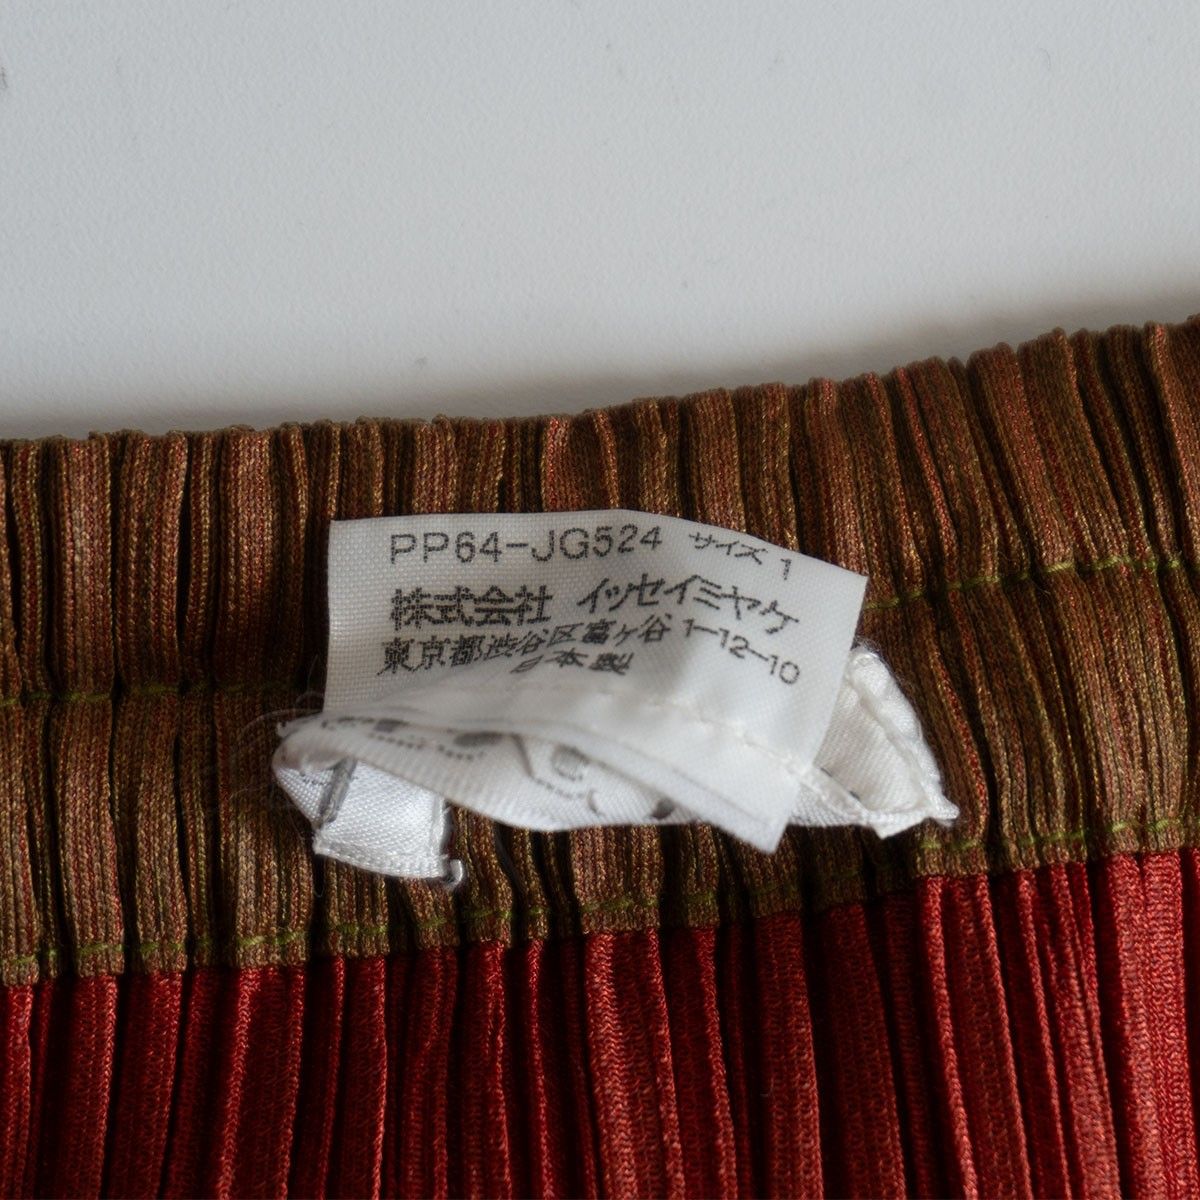 PP64-JG524 サイズ 1
株式会社 イッセイミヤケ
東京都渋谷区富ヶ谷 1-12-10
日本製